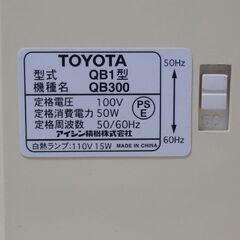 TOYOTA
型式 QB1型
機種名 QB300
定格電圧 100V
定格消費電力 50W
定格周波数 50/60Hz
PS
E
アイシン精機株式会社
白熱ランプ:110V 15W MADE IN CHINA
50Hz
60Hz